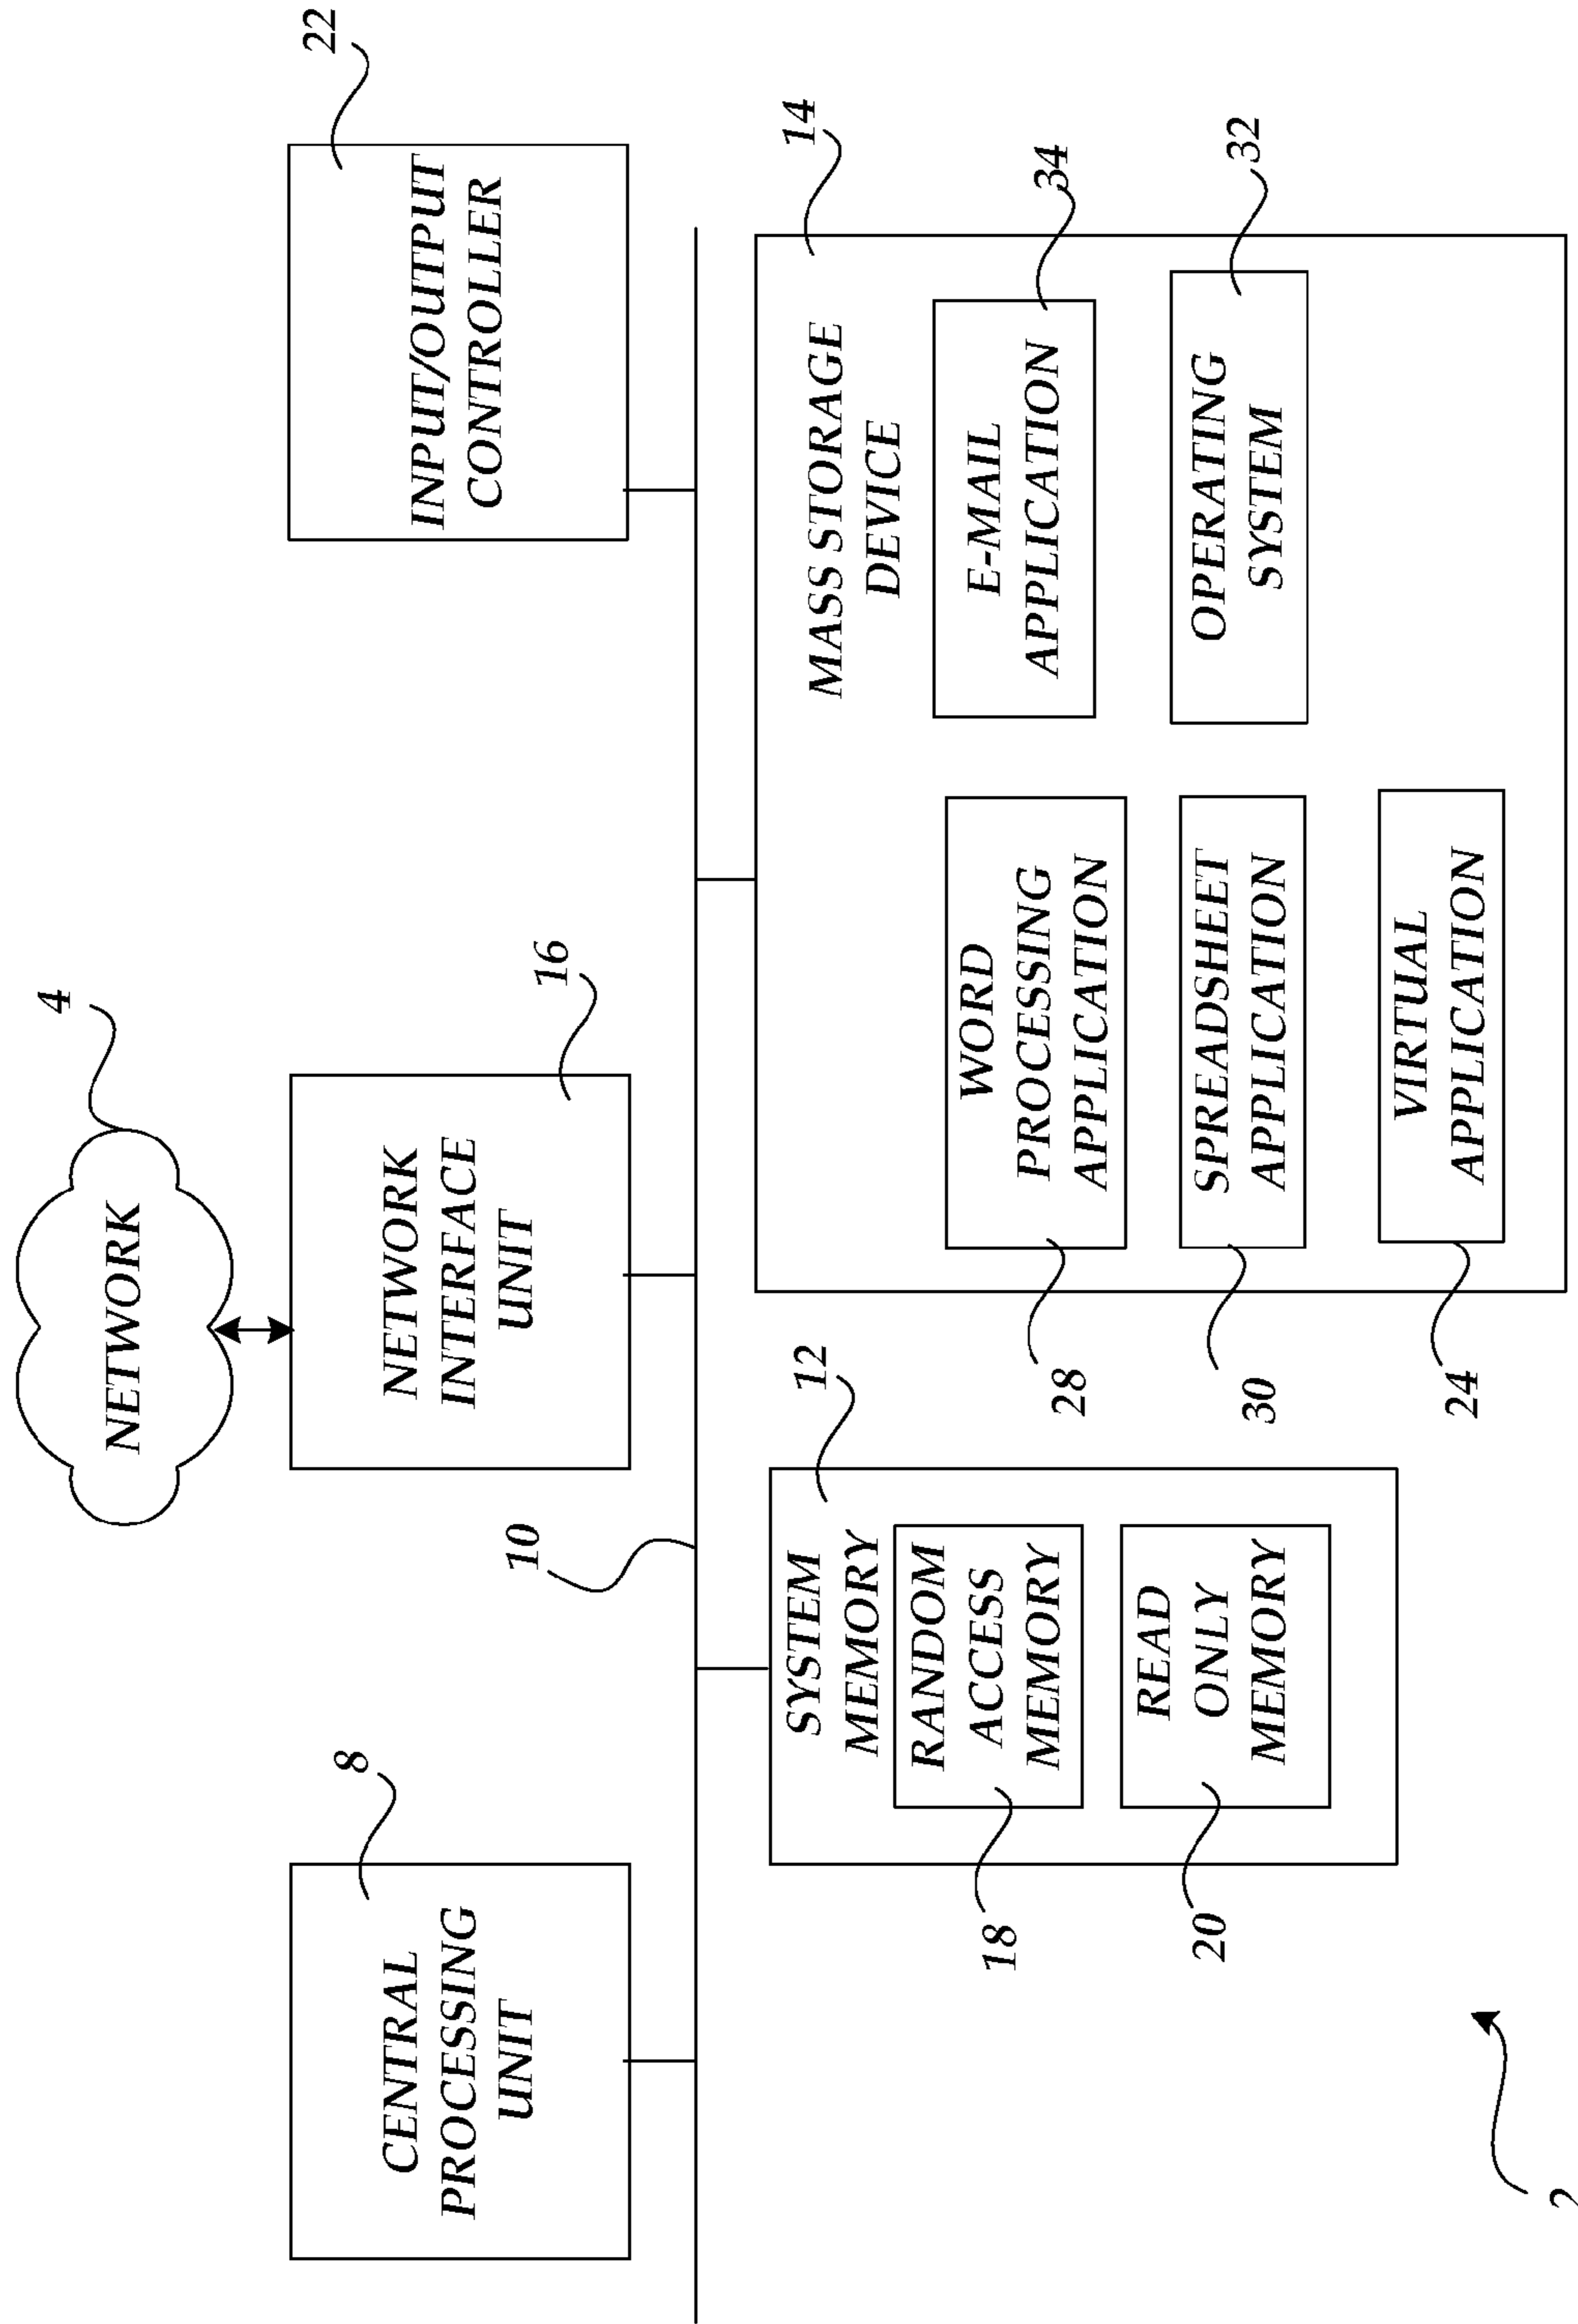 NETWORK
4
CENTRAL
PROCESSING
UNIT
8
NETWORK
INTERFACE
UNIT
16
INPUT/OUTPUT
CONTROLLER
22
10
SYSTEM
MEMORY
12
RANDOM
ACCESS
MEMORY
18
READ
ONLY
MEMORY
20
MASS STORAGE
DEVICE
14
WORD
PROCESSING
APPLICATION
28
E-MAIL
APPLICATION
34
SPREADSHEET
APPLICATION
30
OPERATING
SYSTEM
32
VIRTUAL
APPLICATION
24
2